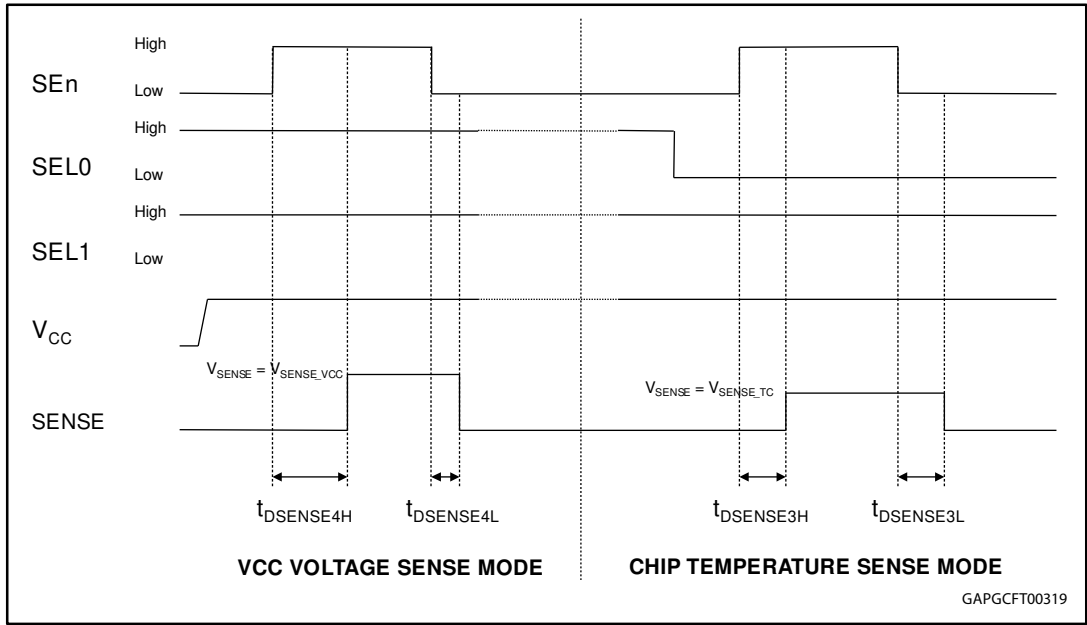 High
SEn
Low
High
SEL0
Low
High
SEL1
Low
VCC
VSENSE = VSENSE_VCC
VSENSE = VSENSE_TC
SENSE
tDSENSE4H tDSENSE4L tDSENSE3H tDSENSE3L
VCC VOLTAGE SENSE MODE CHIP TEMPERATURE SENSE MODE
GAPGCFT00319